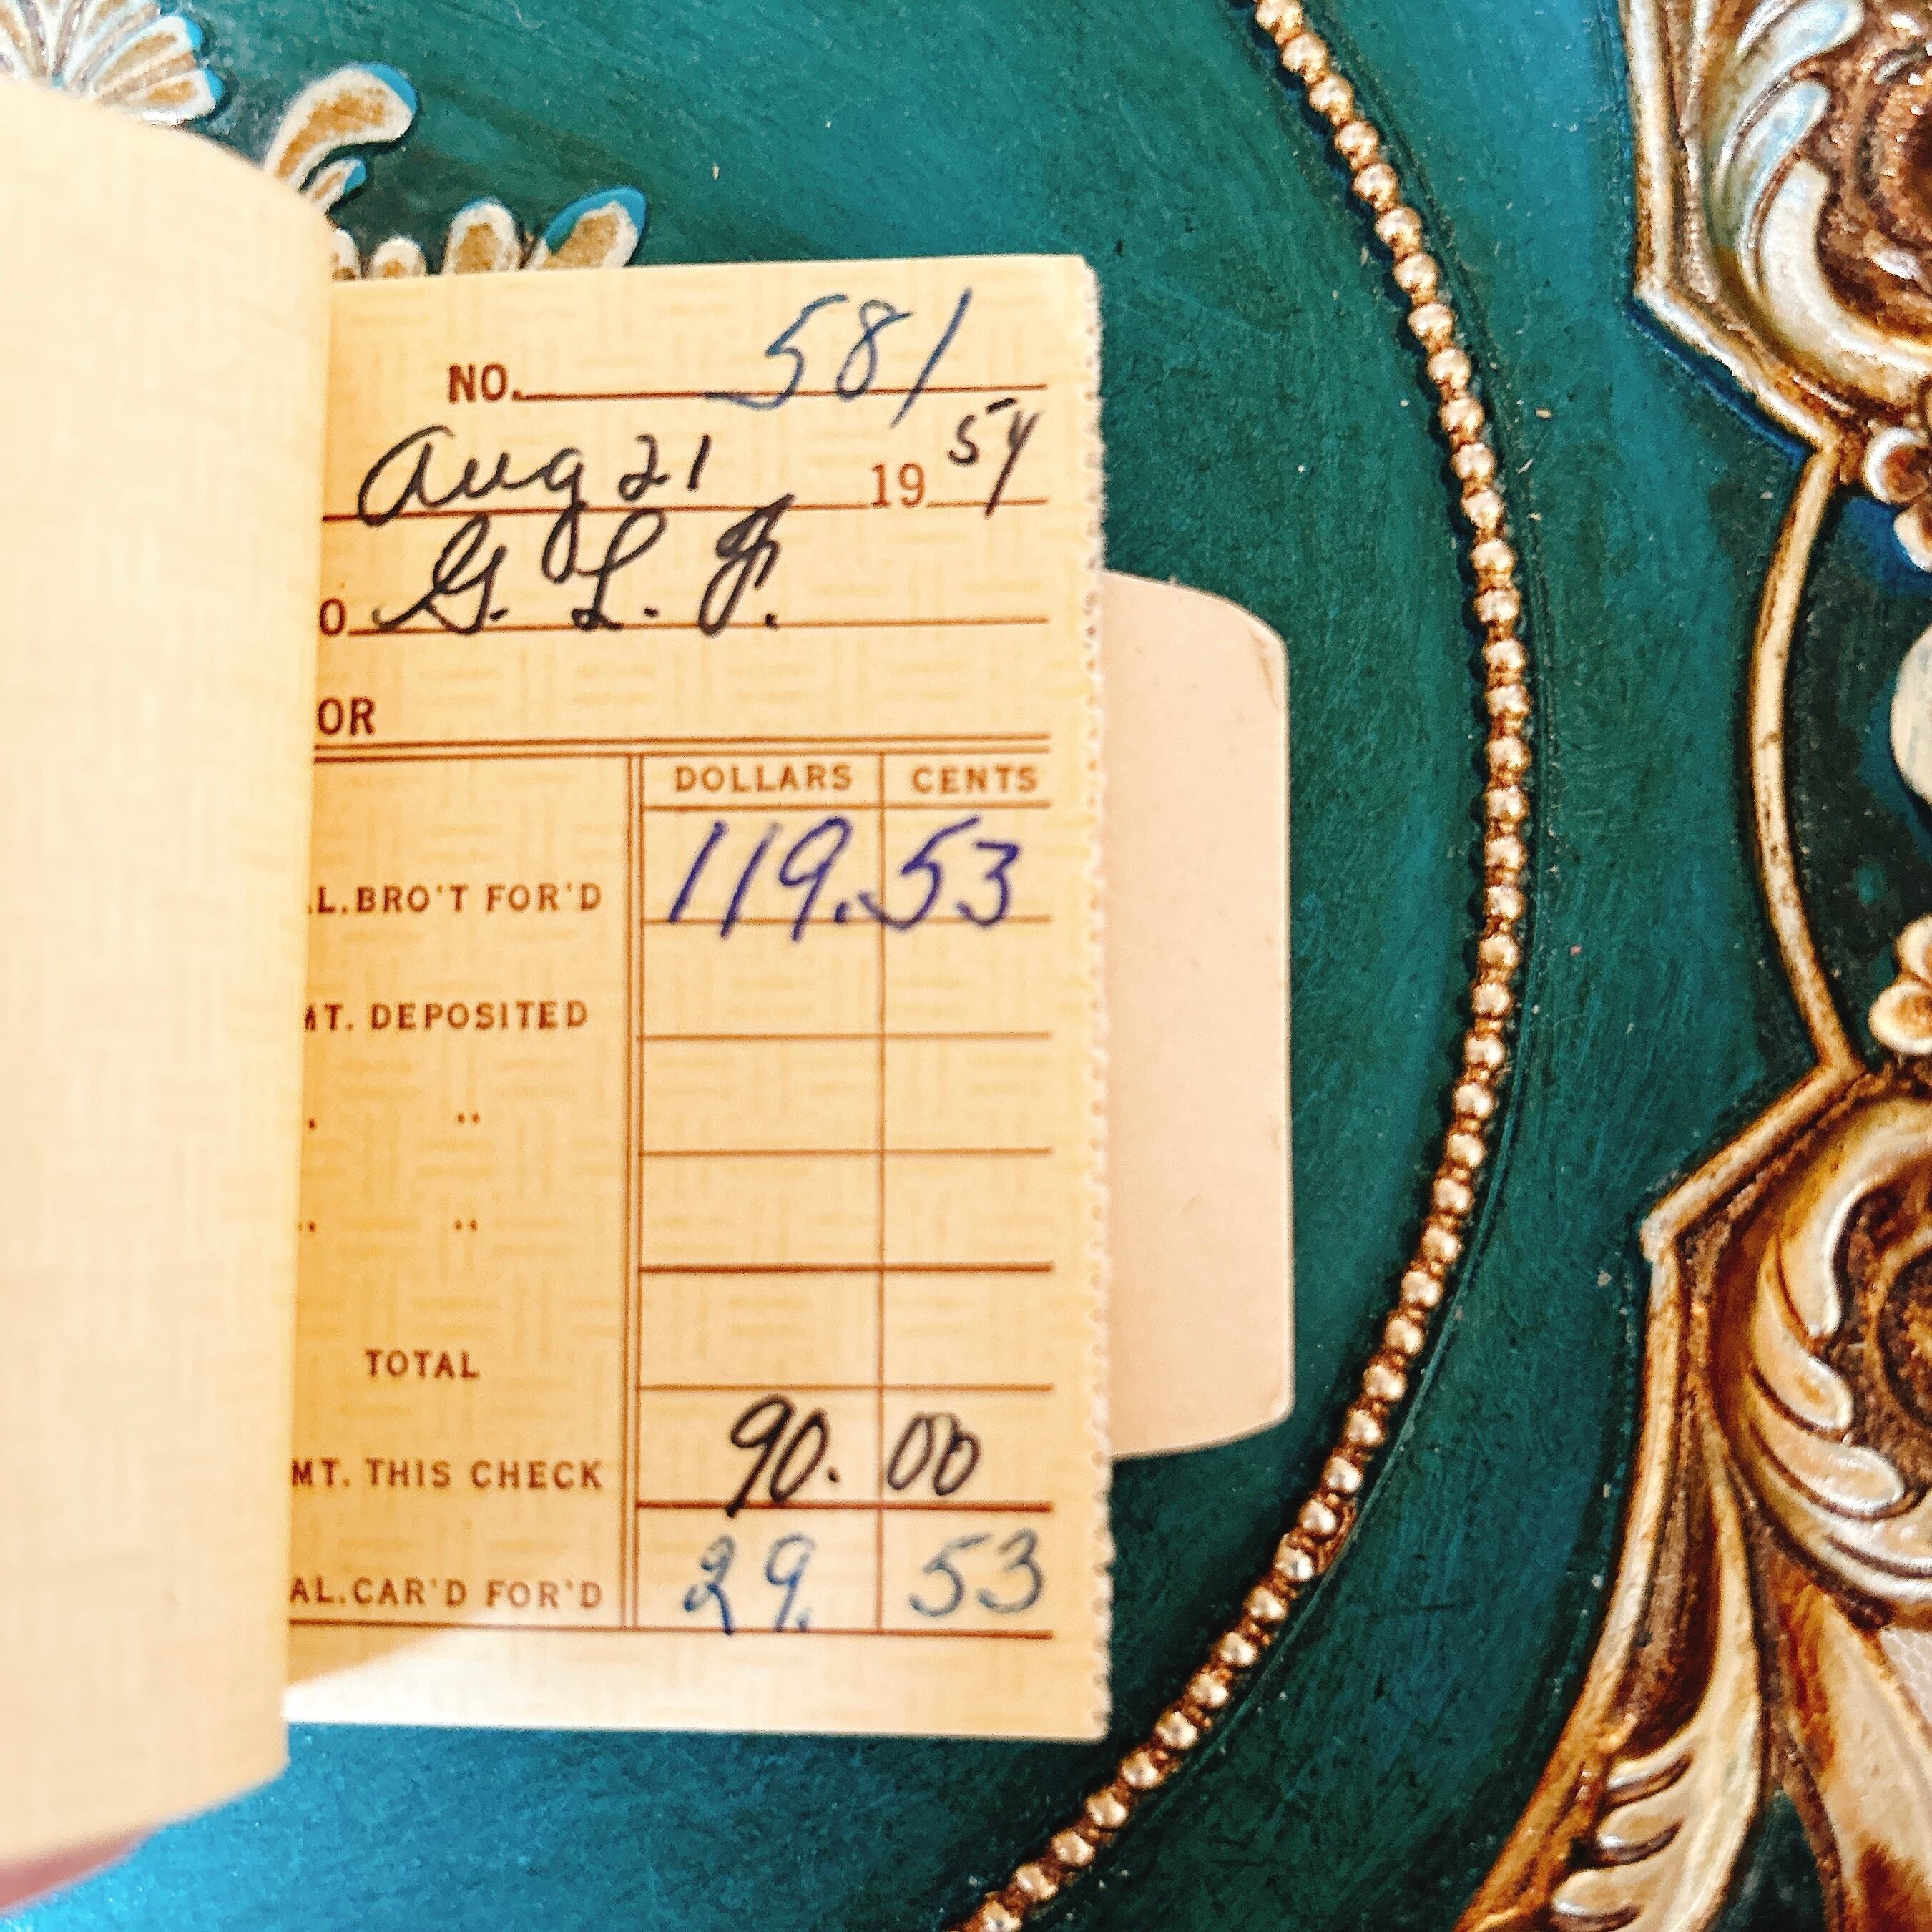 NO. 581
Aug 21 1954
O G. L. J.
OR
DOLLARS CENTS
L. BRO'T FOR'D 119.53
MT. DEPOSITED
" "
" "
TOTAL
MT. THIS CHECK 90.00
AL. CAR'D FOR'D 29.53